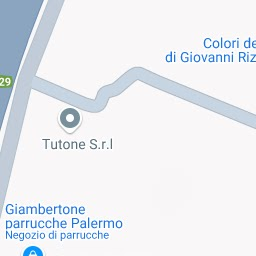 Colori de
di Giovanni Riz
29
Tutone S.r.l
Giambertone
parrucche Palermo
Negozio di parrucche